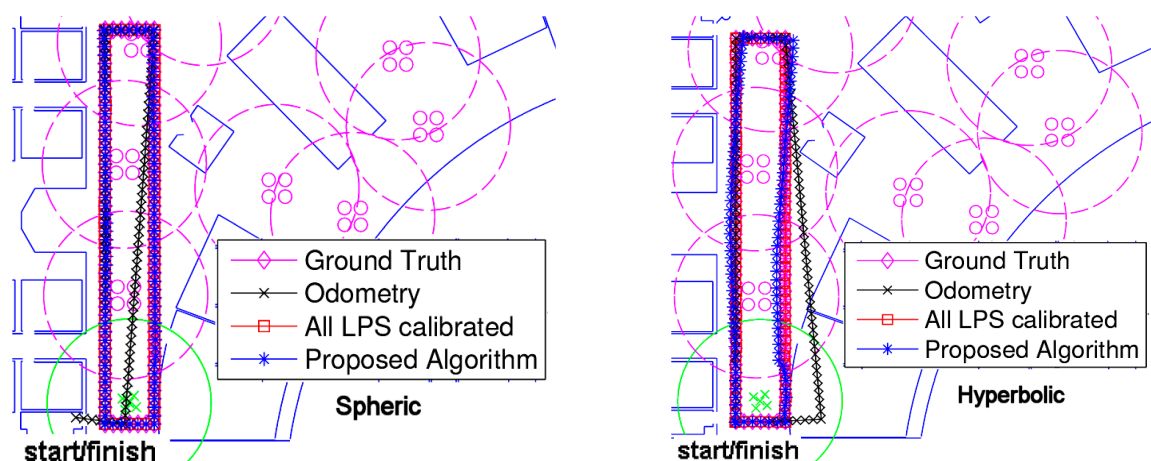 Ground Truth
Odometry
All LPS calibrated
Proposed Algorithm
Spheric
start/finish
Ground Truth
Odometry
All LPS calibrated
Proposed Algorithm
Hyperbolic
start/finish